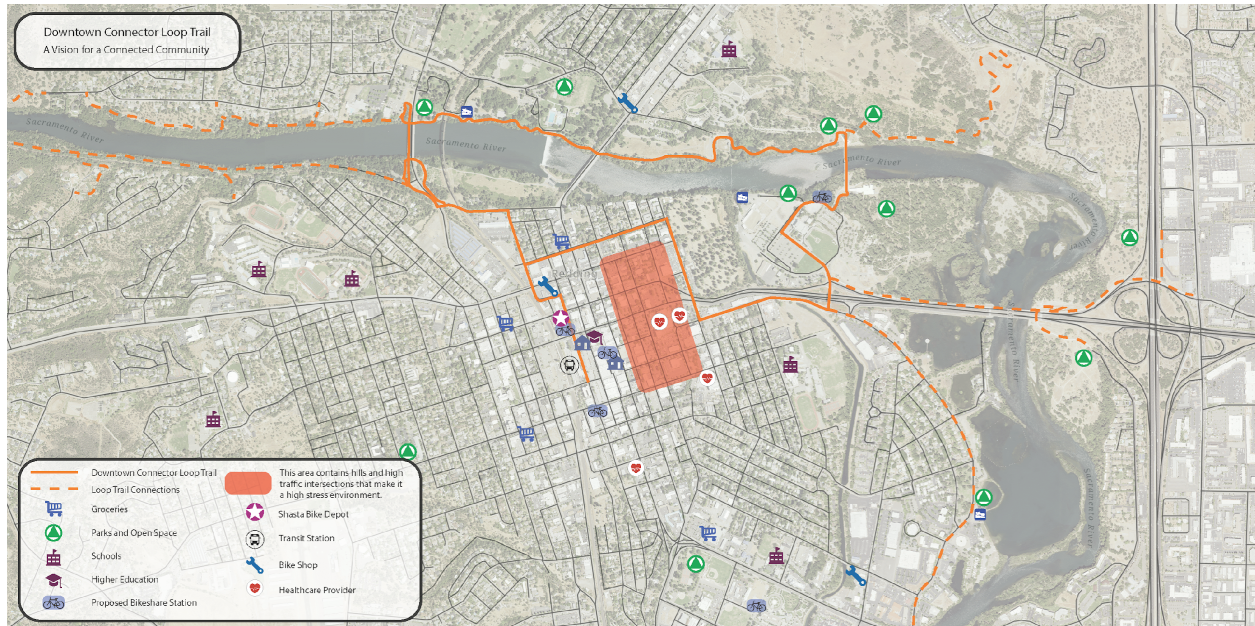 Downtown Connector Loop Trail
A Vision for a Connected Community
Sacramento River
Sacramento River
Sacramento River
Sacramento River
Sacramento River
Sacramento River
Downtown Connector Loop Trail
Loop Trail Connections
Groceries
Parks and Open Space
Schools
Higher Education
Proposed Bikeshare Station
This area contains hills and high
traffic intersections that make it
a high stress environment.
Shasta Bike Depot
Transit Station
Bike Shop
Healthcare Provider